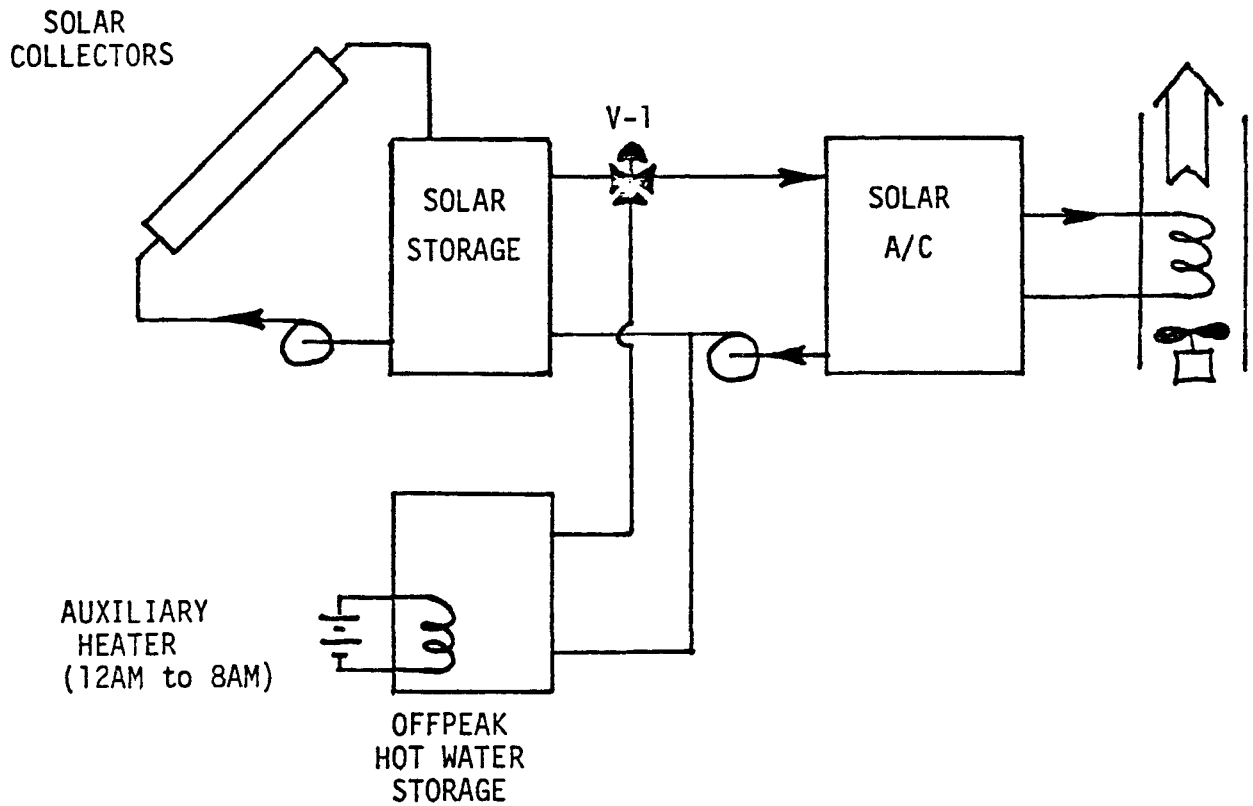 SOLAR
COLLECTORS
V-1
SOLAR
STORAGE
SOLAR
A/C
AUXILIARY
HEATER
(12AM to 8AM)
OFFPEAK
HOT WATER
STORAGE